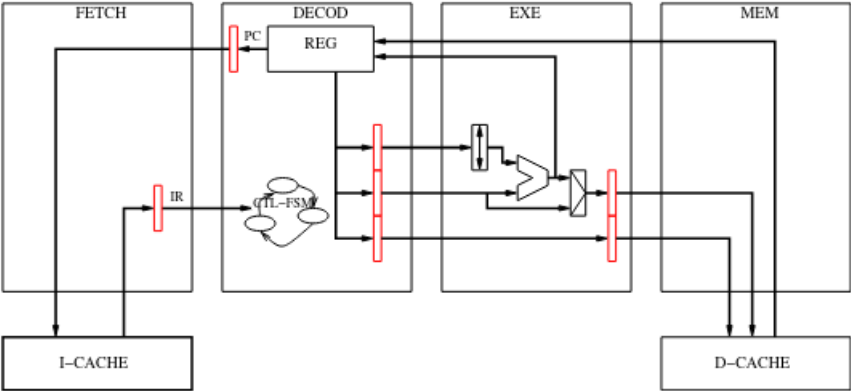 FETCH
DECOD
EXE
MEM
PC
REG
IR
CTL–FSM
I–CACHE
D–CACHE